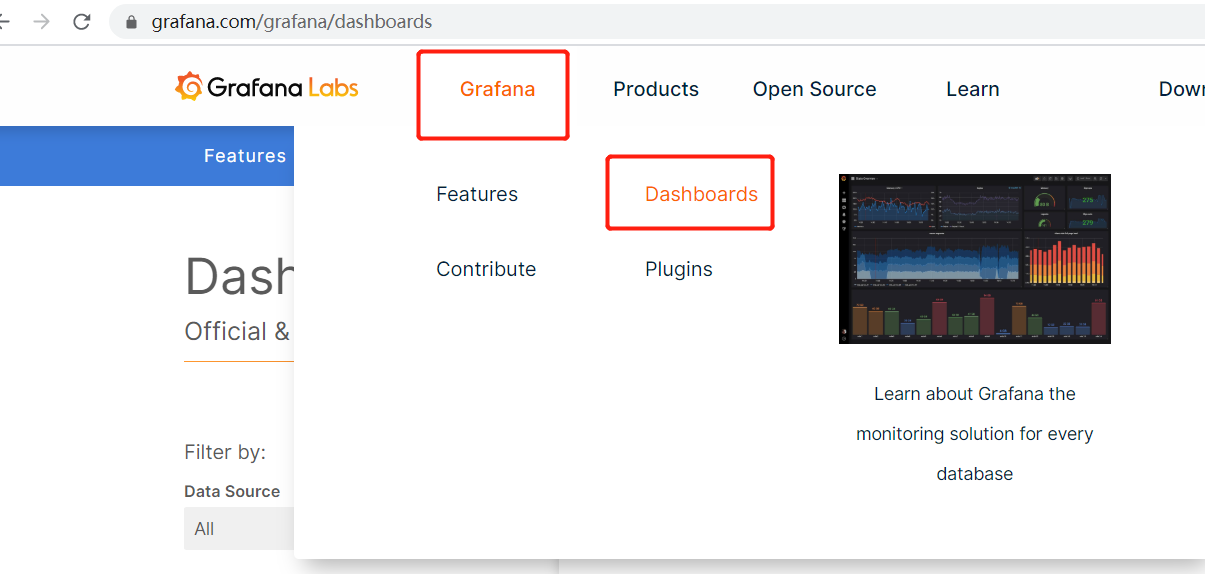 grafana.com/grafana/dashboards
Grafana Labs
Grafana
Products
Open Source
Learn
Dow
Features
Features
Dashboards
Contribute
Plugins
Dash
Official &
Learn about Grafana the
monitoring solution for every
database
Filter by:
Data Source
All